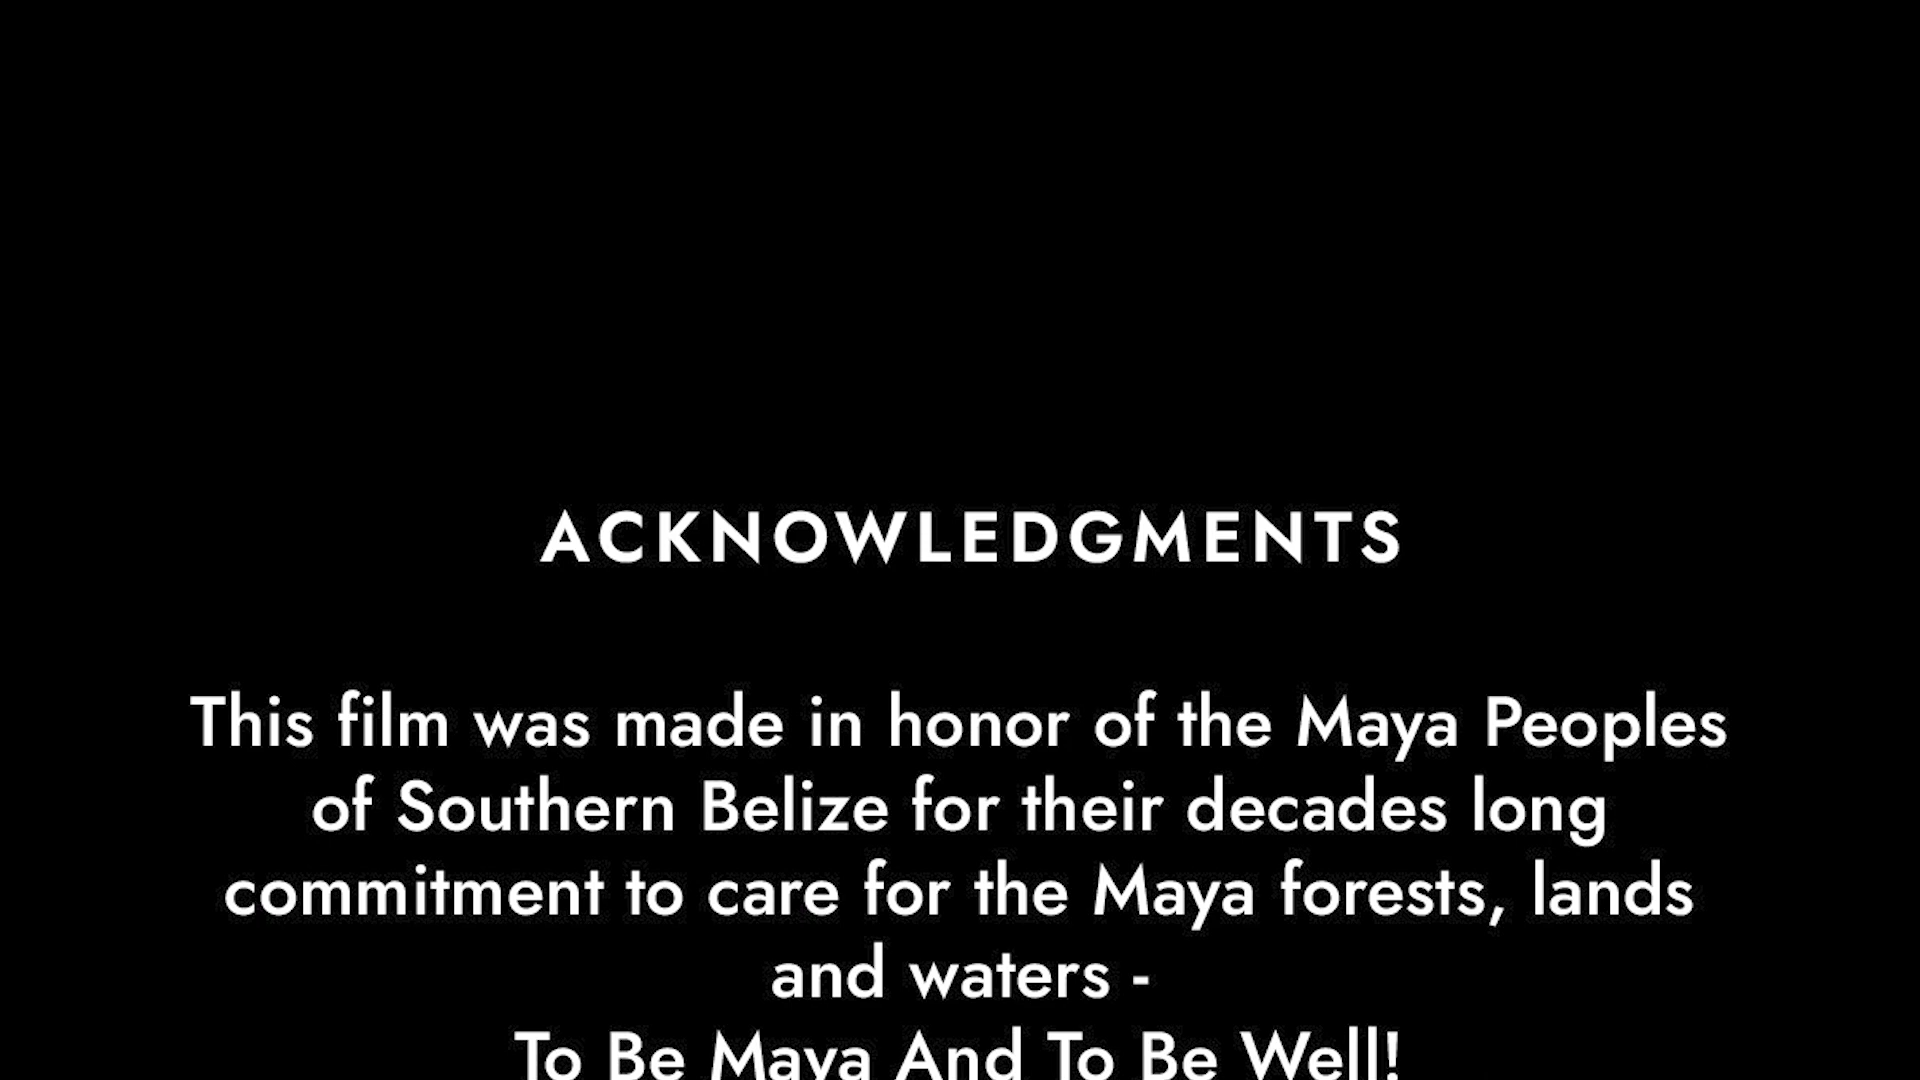 ACKNOWLEDGMENTS
This film was made in honor of the Maya Peoples
of Southern Belize for their decades long
commitment to care for the Maya forests, lands
and waters -
To Be Maya And To Be Well!